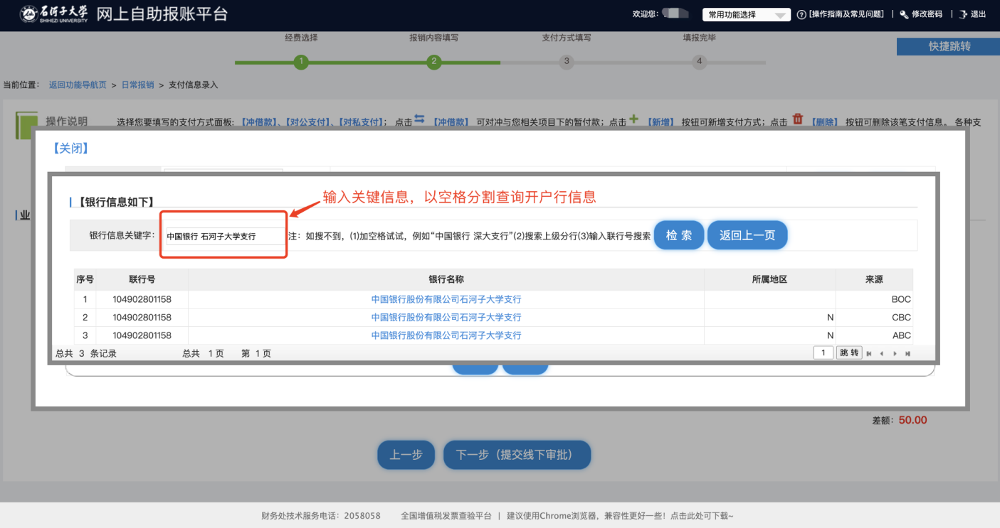 石河子大学 SHIHEZI UNIVERSITY 网上自助报账平台 欢迎您: 常用功能选择 [操作指南及常见问题] | 修改密码 | 退出
经费选择 报销内容填写 支付方式填写 填报完毕
快捷跳转
1 2 3 4
当前位置: 返回功能导航页 > 日常报销 > 支付信息录入
操作说明 选择您要填写的支付方式面板:【冲借款】、【对公支付】、【对私支付】; 点击 【冲借款】 可对冲与您相关项目下的暂付款; 点击 【新增】 按钮可新增支付方式; 点击 【删除】 按钮可删除该笔支付信息。 各种支
【关闭】
输入关键信息，以空格分割查询开户行信息
【银行信息如下】
业
银行信息关键字: 中国银行 石河子大学支行 注: 如搜不到, (1)加空格试试, 例如“中国银行 深大支行”(2)搜索上级分行(3)输入联行号搜索 检 索 返回上一页
序号 联行号 银行名称 所属地区 来源
1 104902801158 中国银行股份有限公司石河子大学支行 BOC
2 104902801158 中国银行股份有限公司石河子大学支行 N CBC
3 104902801158 中国银行股份有限公司石河子大学支行 N ABC
总共 3 条记录 总共 1 页 第 1 页 1 跳 转
差额: 50.00
上一步 下一步（提交线下审批）
财务处技术服务电话: 2058058 全国增值税发票查验平台 | 建议使用Chrome浏览器, 兼容性更好一些! 点击此处可下载~